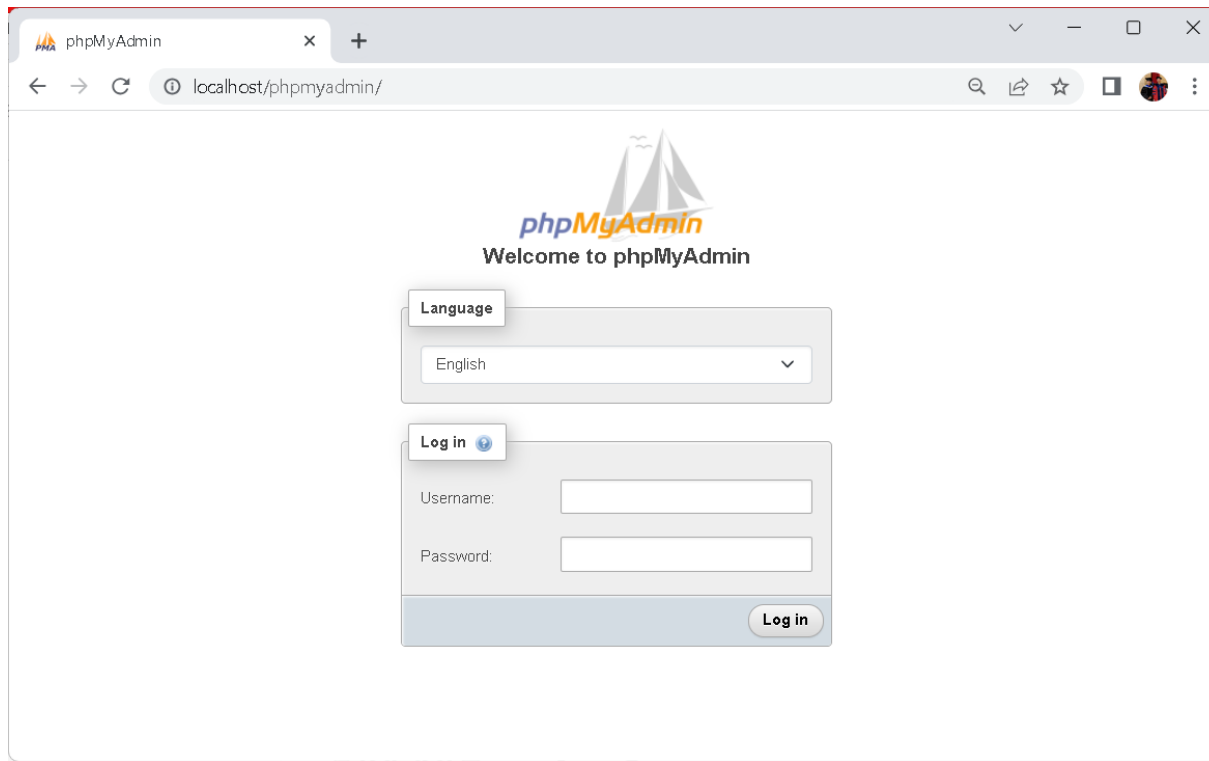 phpMyAdmin
localhost/phpmyadmin/
phpMyAdmin
Welcome to phpMyAdmin
Language
English
Log in
Username:
Password:
Log in